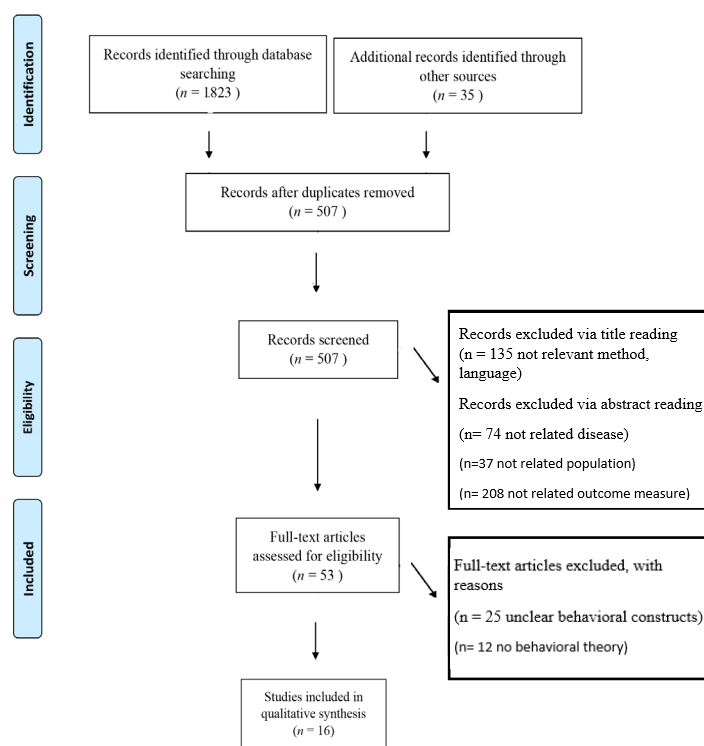 Identification
Records identified through database
searching
(n = 1823 )
Additional records identified through
other sources
(n = 35 )
Screening
Records after duplicates removed
(n = 507 )
Records screened
(n = 507 )
Records excluded via title reading
(n = 135 not relevant method,
language)
Records excluded via abstract reading
(n= 74 not related disease)
(n=37 not related population)
(n= 208 not related outcome measure)
Eligibility
Full-text articles
assessed for eligibility
(n = 53 )
Full-text articles excluded, with
reasons
(n = 25 unclear behavioral constructs)
(n= 12 no behavioral theory)
Included
Studies included in
qualitative synthesis
(n = 16)